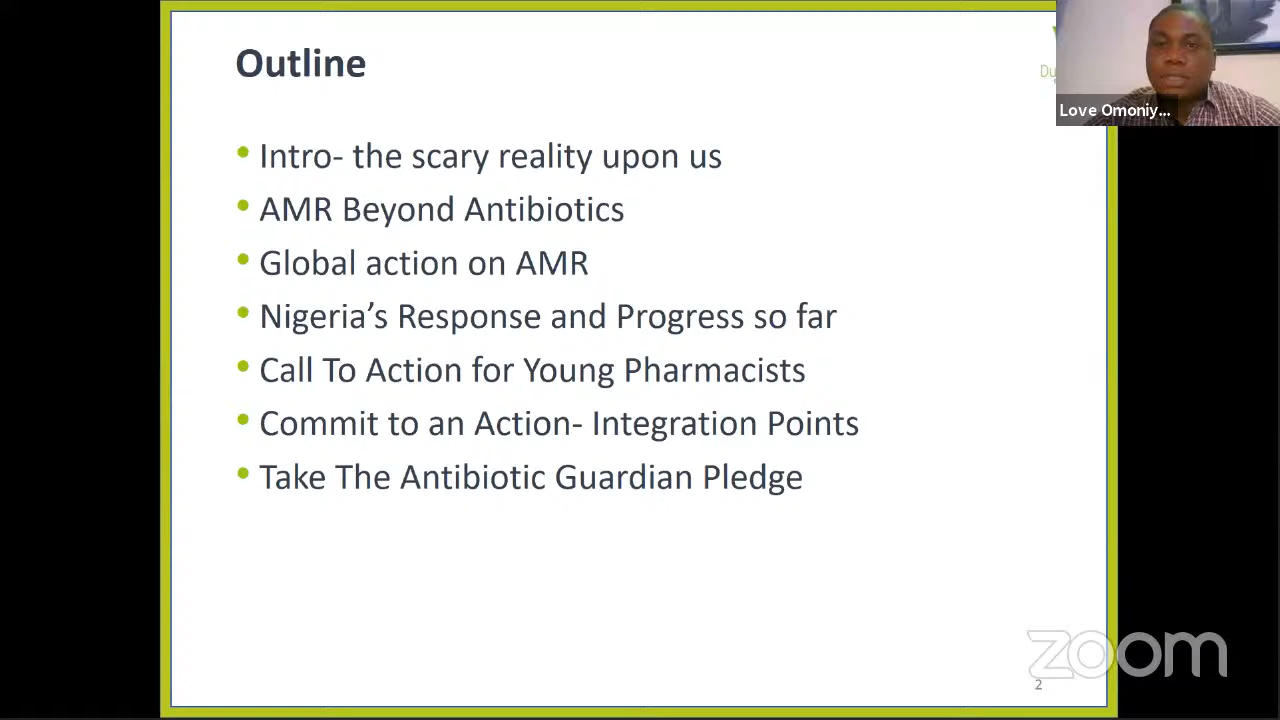 Outline
Du
Love Omoniy...
• Intro- the scary reality upon us
• AMR Beyond Antibiotics
• Global action on AMR
• Nigeria’s Response and Progress so far
• Call To Action for Young Pharmacists
• Commit to an Action- Integration Points
• Take The Antibiotic Guardian Pledge
zoom
2